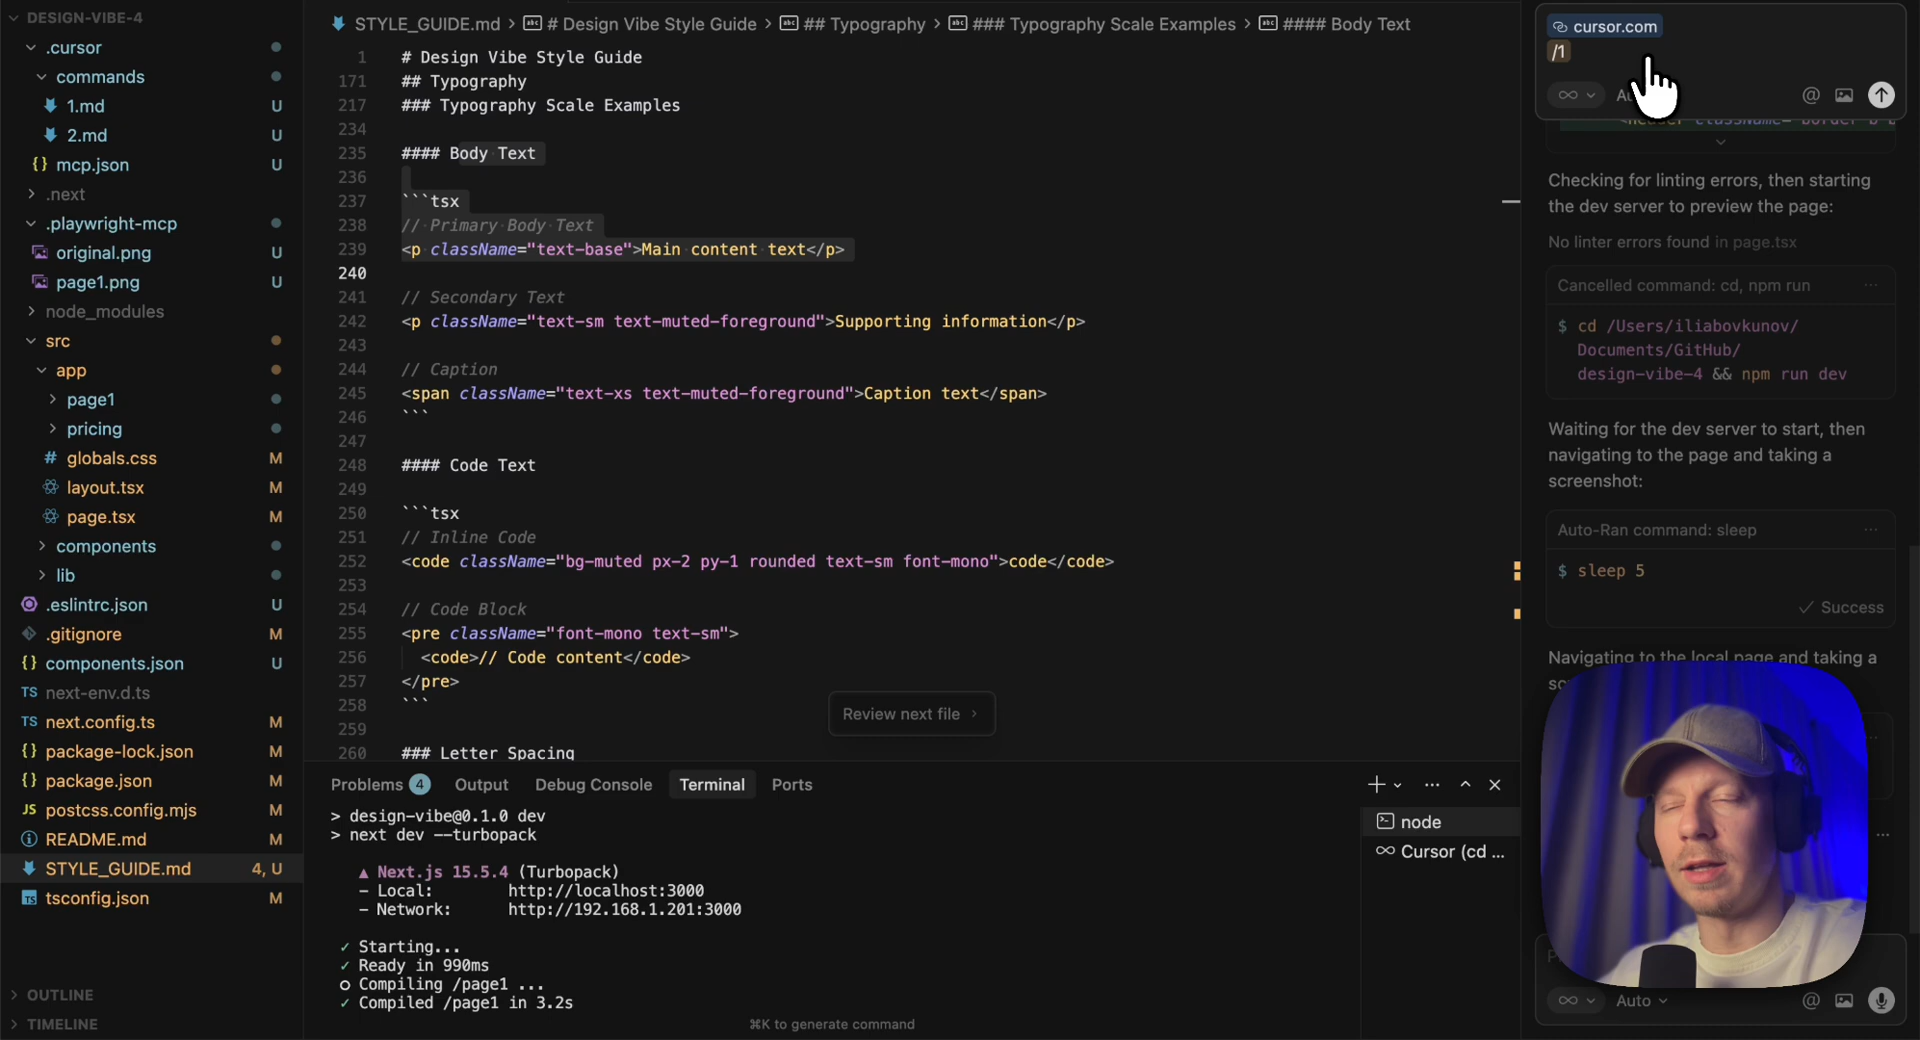 DESIGN-VIBE-4
.cursor
commands
1.md U
2.md U
{} mcp.json U
.next
.playwright-mcp
original.png U
page1.png U
node_modules
src
app
page1
pricing
# globals.css M
layout.tsx M
page.tsx M
components
lib
.eslintrc.json U
.gitignore M
{} components.json U
TS next-env.d.ts
TS next.config.ts M
{} package-lock.json M
{} package.json M
JS postcss.config.mjs M
README.md M
STYLE_GUIDE.md 4, U
TS tsconfig.json M
OUTLINE
TIMELINE
STYLE_GUIDE.md > abc # Design Vibe Style Guide > abc ## Typography > abc ### Typography Scale Examples > abc #### Body Text
1 # Design Vibe Style Guide
171 ## Typography
217 ### Typography Scale Examples
234
235 #### Body Text
236
237 ```tsx
238 // Primary Body Text
239 <p className="text-base">Main content text</p>
240
241 // Secondary Text
242 <p className="text-sm text-muted-foreground">Supporting information</p>
243
244 // Caption
245 <span className="text-xs text-muted-foreground">Caption text</span>
246 ```
247
248 #### Code Text
249
250 ```tsx
251 // Inline Code
252 <code className="bg-muted px-2 py-1 rounded text-sm font-mono">code</code>
253
254 // Code Block
255 <pre className="font-mono text-sm">
256 <code>// Code content</code>
257 </pre>
258 ```
259
260 ### Letter Spacing
Review next file >
Problems 4 Output Debug Console Terminal Ports
> design-vibe@0.1.0 dev
> next dev --turbopack
▲ Next.js 15.5.4 (Turbopack)
- Local: http://localhost:3000
- Network: http://192.168.1.201:3000
✓ Starting...
✓ Ready in 990ms
○ Compiling /page1 ...
✓ Compiled /page1 in 3.2s
⌘K to generate command
node
∞ Cursor (cd ...
cursor.com
/1
∞
@
<header className="border-b b
Checking for linting errors, then starting
the dev server to preview the page:
No linter errors found in page.tsx
Cancelled command: cd, npm run ...
$ cd /Users/iliabovkunov/
Documents/GitHub/
design-vibe-4 && npm run dev
Waiting for the dev server to start, then
navigating to the page and taking a
screenshot:
Auto-Ran command: sleep ...
$ sleep 5
✓ Success
Navigating to the local page and taking a
∞ Auto @